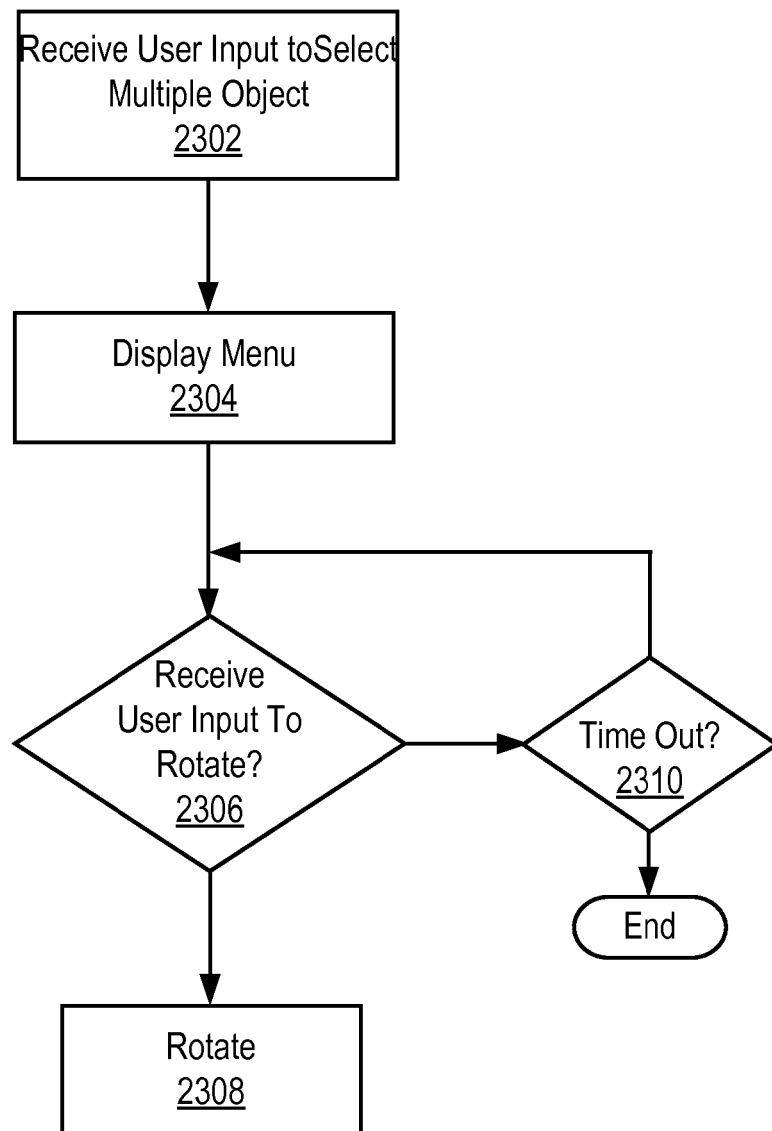 Receive User Input toSelect
Multiple Object
2302
Display Menu
2304
Receive
User Input To
Rotate?
2306
Time Out?
2310
End
Rotate
2308